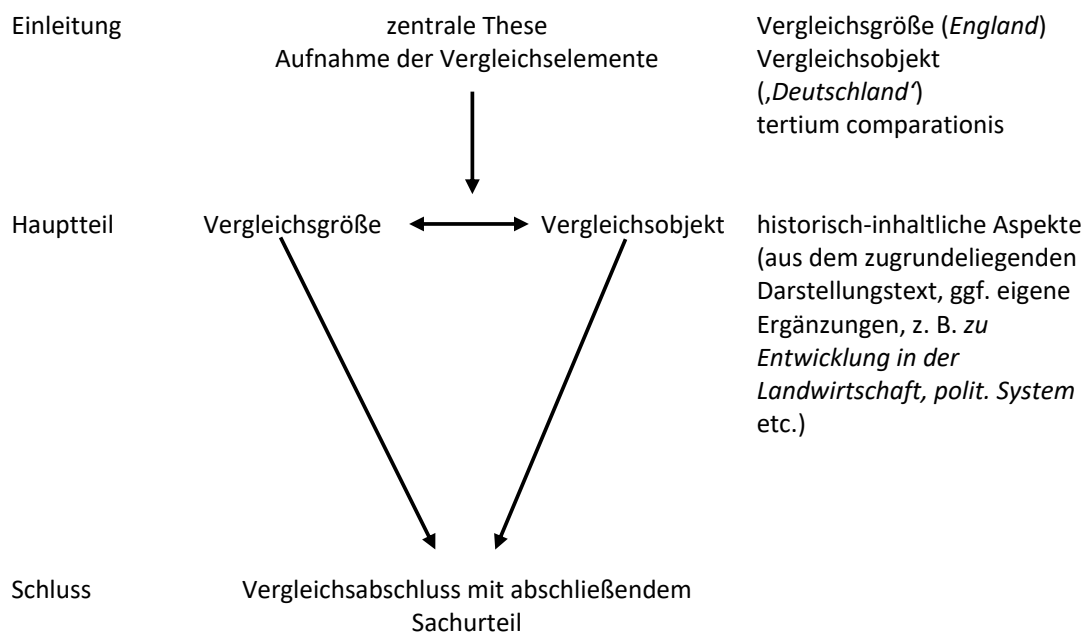 Einleitung
zentrale These
Aufnahme der Vergleichselemente
Vergleichsgröße (England)
Vergleichsobjekt
(‚Deutschland‘)
tertium comparationis
Hauptteil
Vergleichsgröße
Vergleichsobjekt
historisch-inhaltliche Aspekte
(aus dem zugrundeliegenden
Darstellungstext, ggf. eigene
Ergänzungen, z. B. zu
Entwicklung in der
Landwirtschaft, polit. System
etc.)
Schluss
Vergleichsabschluss mit abschließendem
Sachurteil